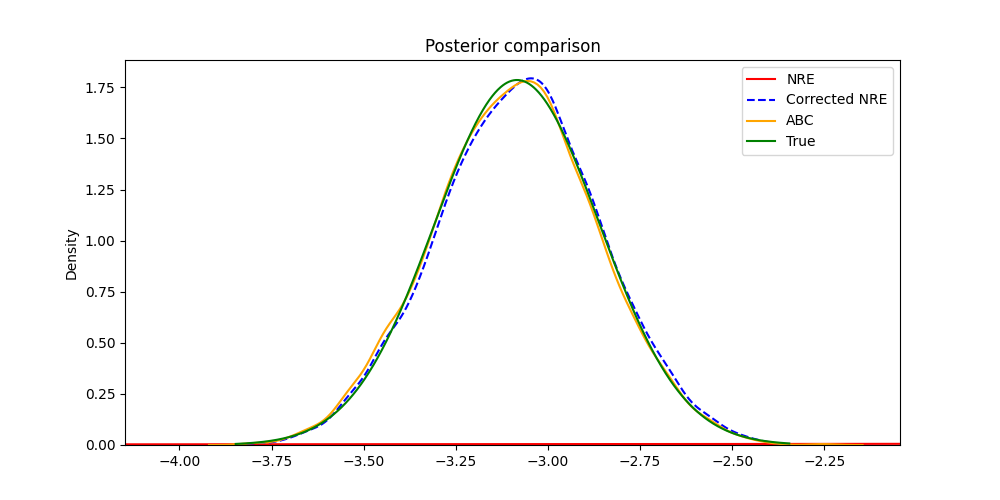 Posterior comparison
NRE
Corrected NRE
ABC
True
Density
1.75
1.50
1.25
1.00
0.75
0.50
0.25
0.00
−4.00 −3.75 −3.50 −3.25 −3.00 −2.75 −2.50 −2.25